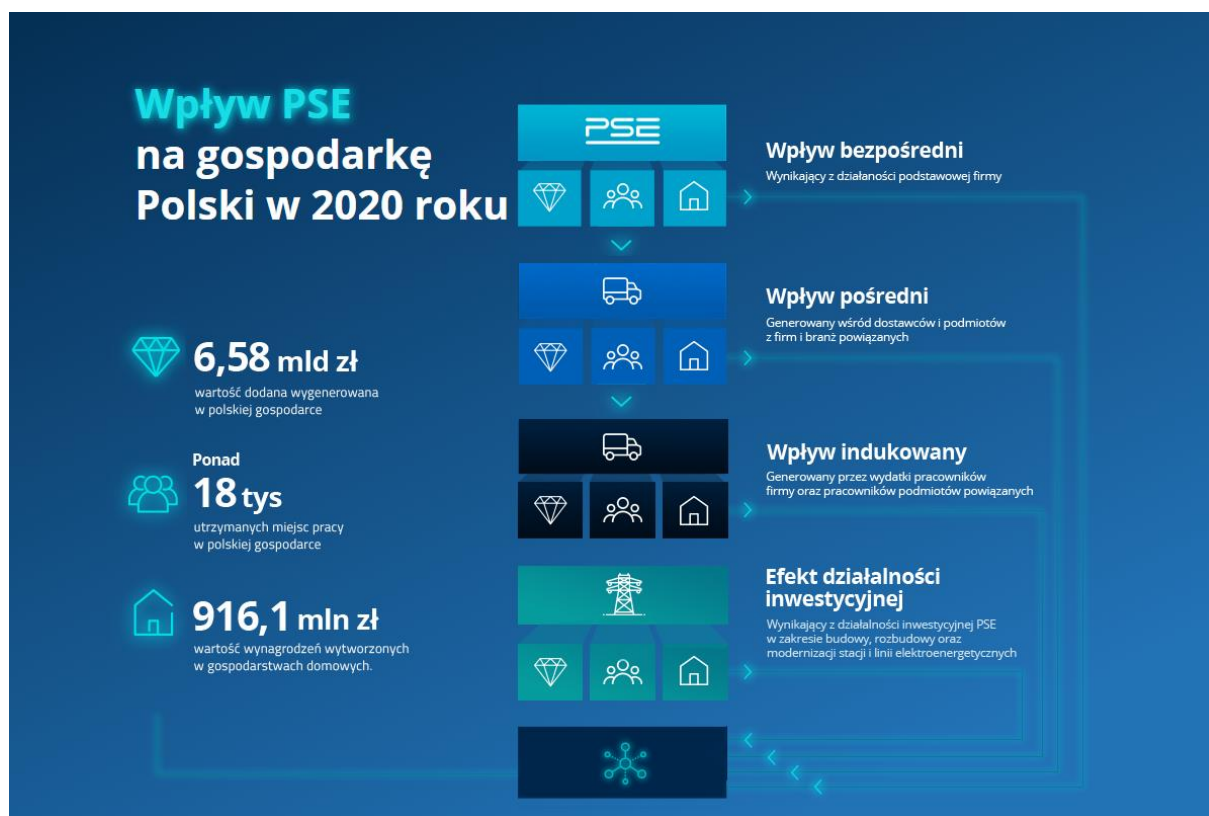 Wpływ PSE
na gospodarkę
Polski w 2020 roku
6,58 mld zł
wartość dodana wygenerowana
w polskiej gospodarce
Ponad
18 tys
utrzymanych miejsc pracy
w polskiej gospodarce
916,1 mln zł
wartość wynagrodzeń wytworzonych
w gospodarstwach domowych.
PSE
Wpływ bezpośredni
Wynikający z działaności podstawowej firmy
Wpływ pośredni
Generowany wśród dostawców i podmiotów
z firm i branż powiązanych
Wpływ indukowany
Generowany przez wydatki pracowników
firmy oraz pracowników podmiotów powiązanych
Efekt działalności
inwestycyjnej
Wynikający z działalności inwestycyjnej PSE
w zakresie budowy, rozbudowy oraz
modernizacji stacji i linii elektroenergetycznych